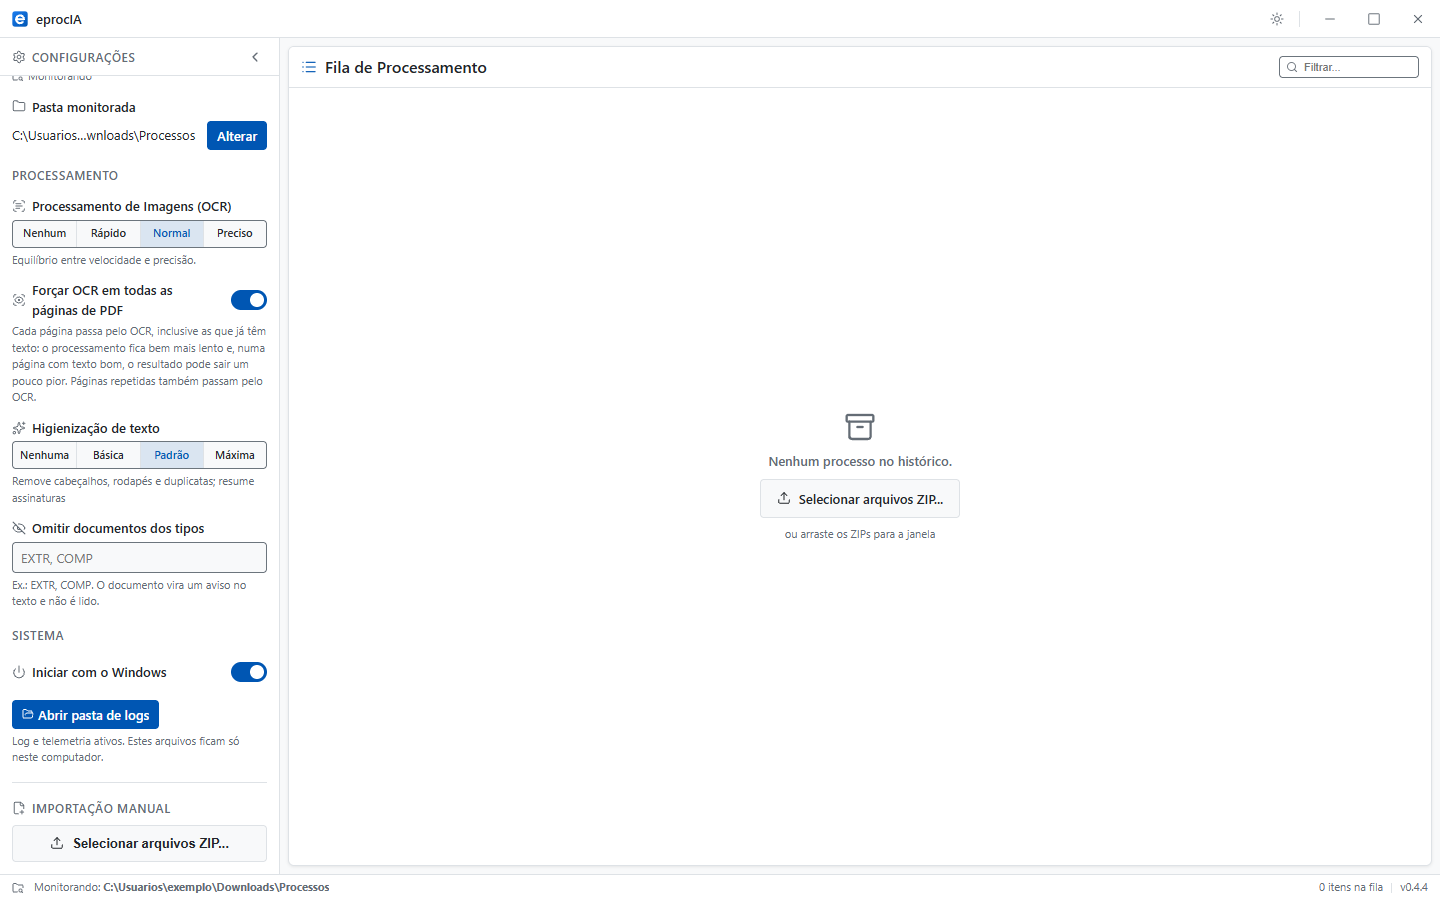 eprocIA
CONFIGURAÇÕES
Monitorando
Pasta monitorada
C:\Usuarios...wnloads\Processos
Alterar
PROCESSAMENTO
Processamento de Imagens (OCR)
Nenhum Rápido Normal Preciso
Equilíbrio entre velocidade e precisão.
Forçar OCR em todas as
páginas de PDF
Cada página passa pelo OCR, inclusive as que já têm
texto: o processamento fica bem mais lento e, numa
página com texto bom, o resultado pode sair um
pouco pior. Páginas repetidas também passam pelo
OCR.
Higienização de texto
Nenhuma Básica Padrão Máxima
Remove cabeçalhos, rodapés e duplicatas; resume
assinaturas
Omitir documentos dos tipos
EXTR, COMP
Ex.: EXTR, COMP. O documento vira um aviso no
texto e não é lido.
SISTEMA
Iniciar com o Windows
Abrir pasta de logs
Log e telemetria ativos. Estes arquivos ficam só
neste computador.
IMPORTAÇÃO MANUAL
Selecionar arquivos ZIP...
Fila de Processamento
Filtrar...
Nenhum processo no histórico.
Selecionar arquivos ZIP...
ou arraste os ZIPs para a janela
Monitorando: C:\Usuarios\exemplo\Downloads\Processos
0 itens na fila
v0.4.4